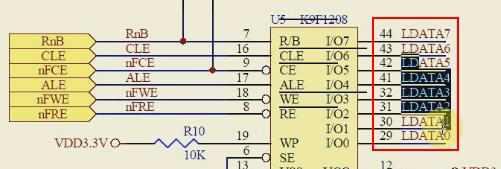 U5 K9F1208
RnB RnB 7 R/B I/O7 44 LDATA7
CLE CLE 16 CLE I/O6 43 LDATA6
nFCE nFCE 9 CE I/O5 42 LDATA5
ALE ALE 17 ALE I/O4 41 LDATA4
nFWE nFWE 18 WE I/O3 32 LDATA3
nFRE nFRE 8 RE I/O2 31 LDATA2
I/O1 30 LDATA1
VDD3.3V R10 19 WP I/O0 29 LDATA0
10K 6 SE
13 12